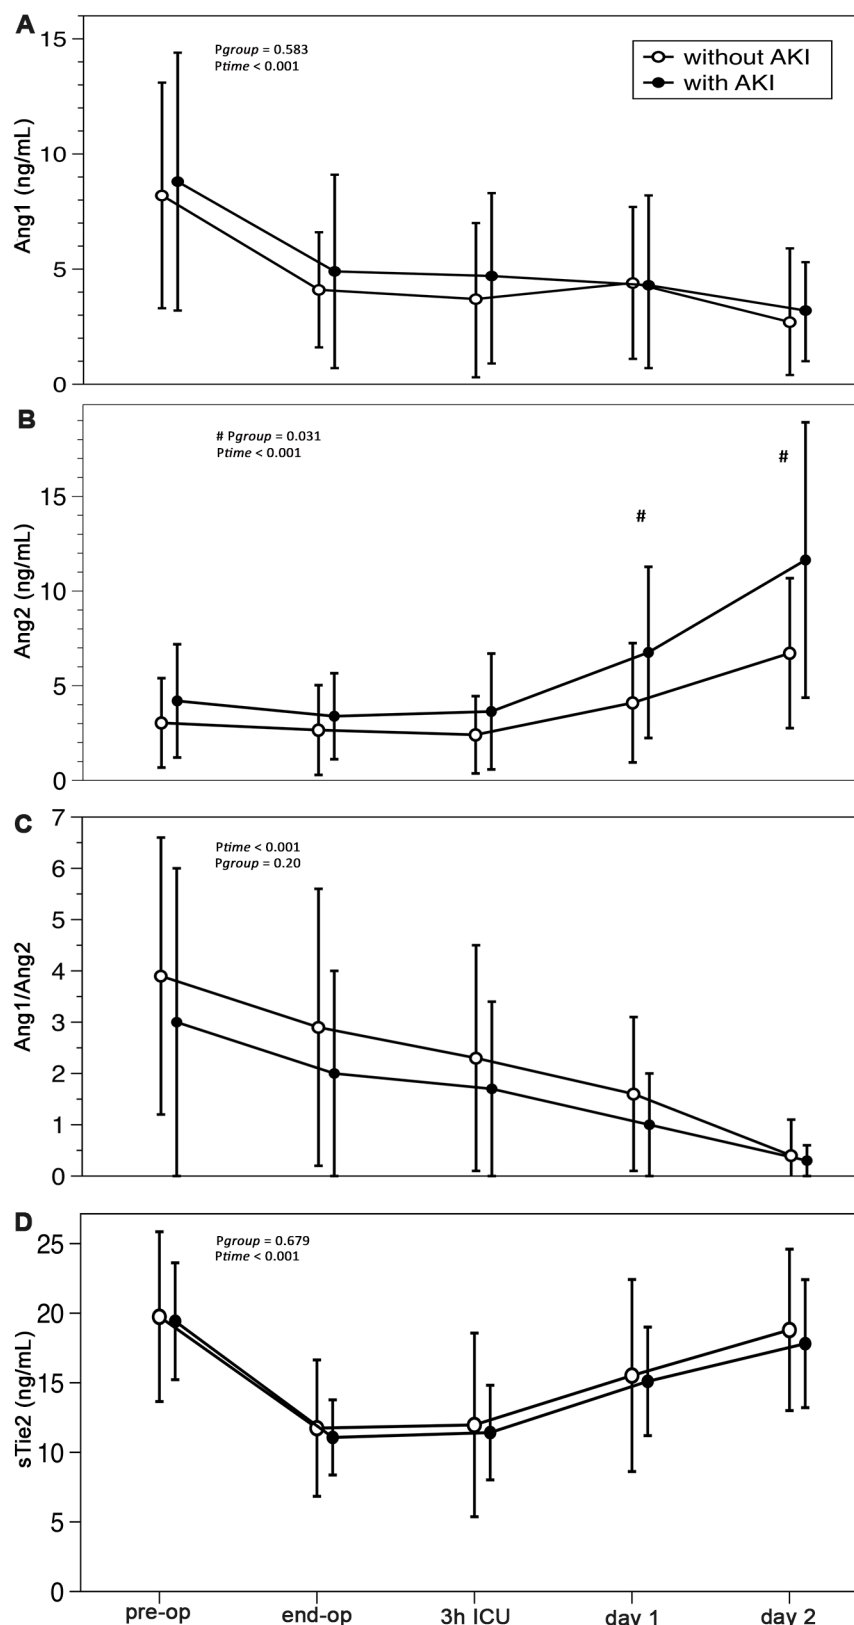 A
15
10
5
0
Ang1 (ng/mL)
Pgroup = 0.583
Ptime < 0.001
without AKI
with AKI
B
15
10
5
0
Ang2 (ng/mL)
# Pgroup = 0.031
Ptime < 0.001
#
#
C
7
6
5
4
3
2
1
0
Ang1/Ang2
Ptime < 0.001
Pgroup = 0.20
D
25
20
15
10
5
0
sTie2 (ng/mL)
Pgroup = 0.679
Ptime < 0.001
pre-op end-op 3h ICU day 1 day 2